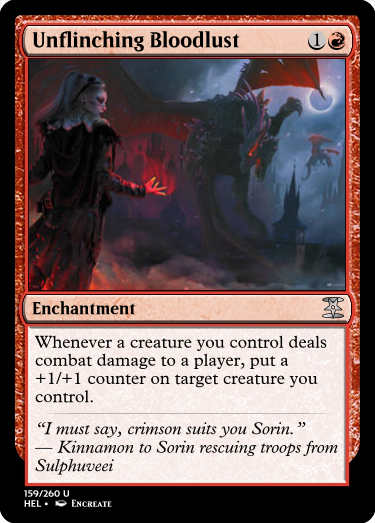 Unflinching Bloodlust 1
Enchantment
Whenever a creature you control deals
combat damage to a player, put a
+1/+1 counter on target creature you
control.
“I must say, crimson suits you Sorin.”
— Kinnamon to Sorin rescuing troops from
Sulphuveei
159/260 U
HEL • Encreate